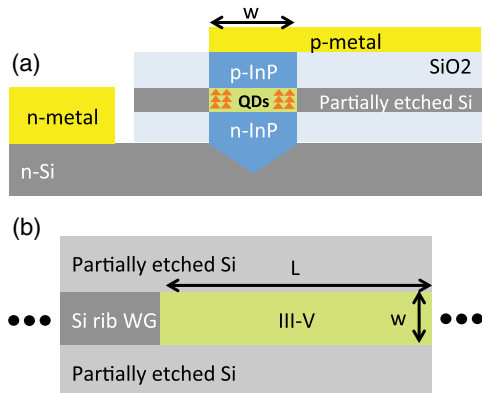 w
p-metal
(a)
SiO2
p-InP
n-metal
QDs
Partially etched Si
n-InP
n-Si
(b)
Partially etched Si
L
Si rib WG
III-V
w
Partially etched Si